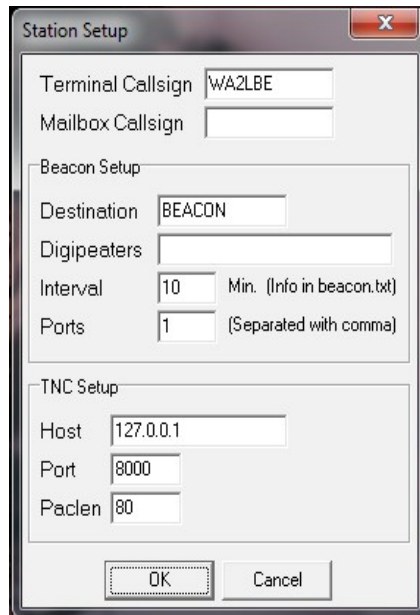 Station Setup
X
Terminal Callsign WA2LBE
Mailbox Callsign
Beacon Setup
Destination BEACON
Digipeaters
Interval 10 Min. (Info in beacon.txt)
Ports 1 (Separated with comma)
TNC Setup
Host 127.0.0.1
Port 8000
Paclen 80
OK Cancel